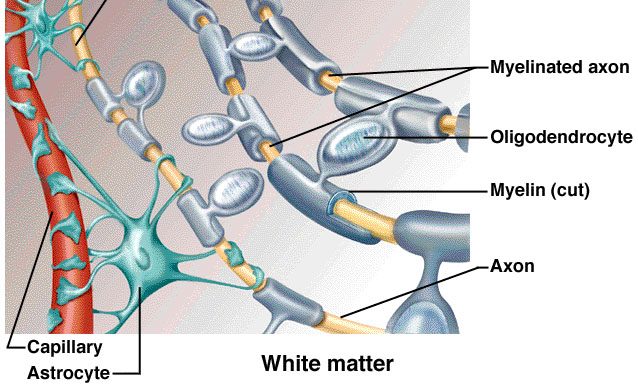 Myelinated axon
Oligodendrocyte
Myelin (cut)
Axon
Capillary
Astrocyte
White matter